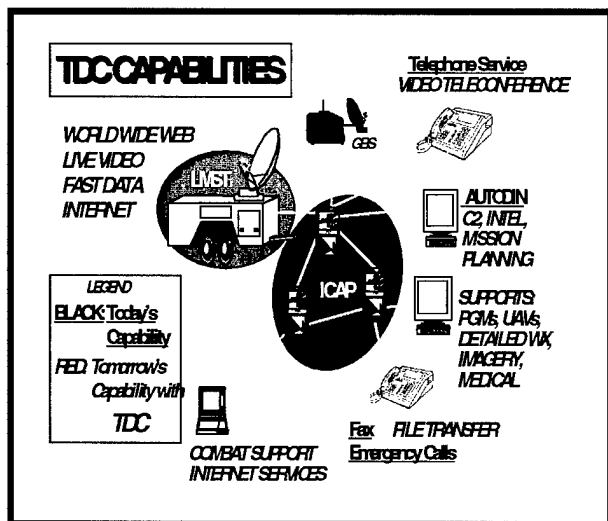 TDC CAPABILITIES
Telephone Service
VIDEO TELECONFERENCE
GBS
WORLD WIDE WEB
LIVE VIDEO
FAST DATA
INTERNET
LMST
AUTODIN
C2, INTEL,
MISSION
PLANNING
ICAP
SUPPORTS:
PGMs, UAVs,
DETAILED WX,
IMAGERY,
MEDICAL
LEGEND
BLACK: Today's
Capability
RED: Tomorrow's
Capability with
TDC
COMBAT SUPPORT
INTERNET SERVICES
Fax FILE TRANSFER
Emergency Calls